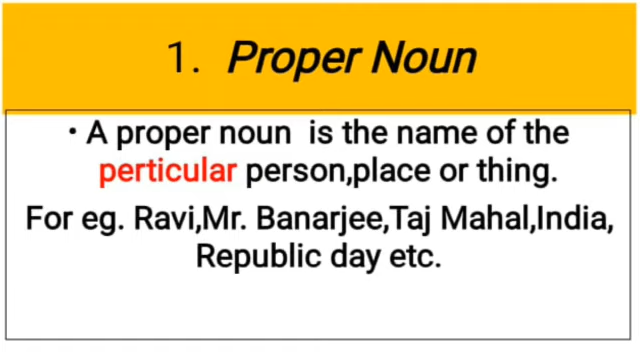 1. Proper Noun
• A proper noun is the name of the
perticular person,place or thing.
For eg. Ravi,Mr. Banarjee,Taj Mahal,India,
Republic day etc.